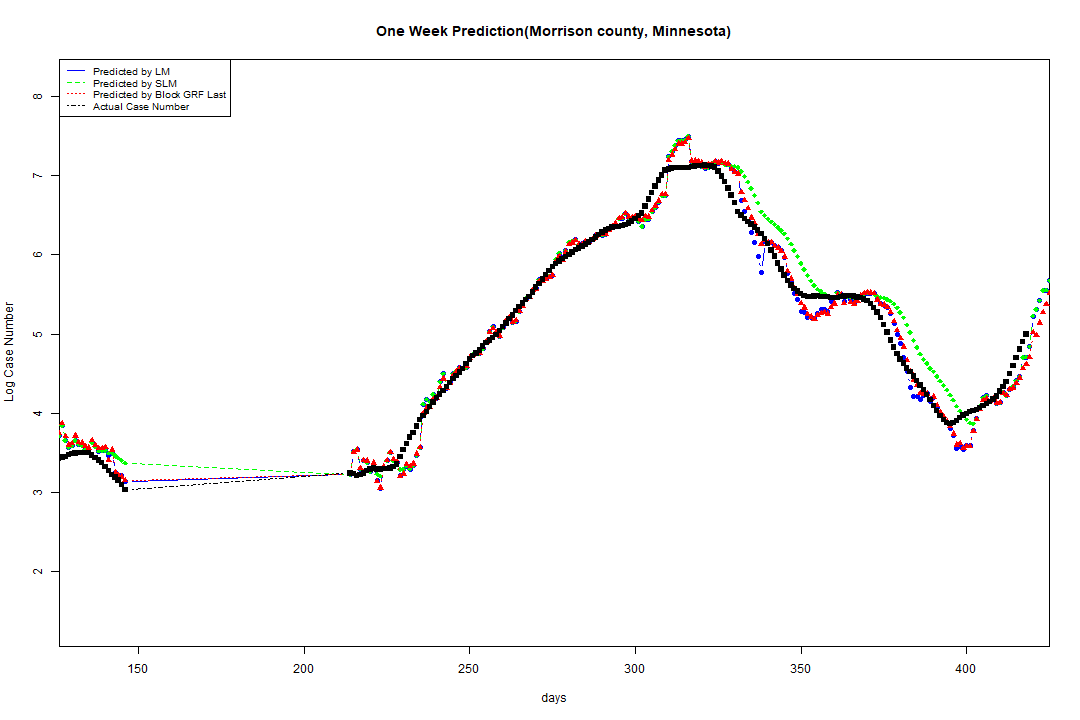 One Week Prediction(Morrison county, Minnesota)
Predicted by LM
Predicted by SLM
Predicted by Block GRF Last
Actual Case Number
8
7
6
5
4
3
2
Log Case Number
150 200 250 300 350 400
days